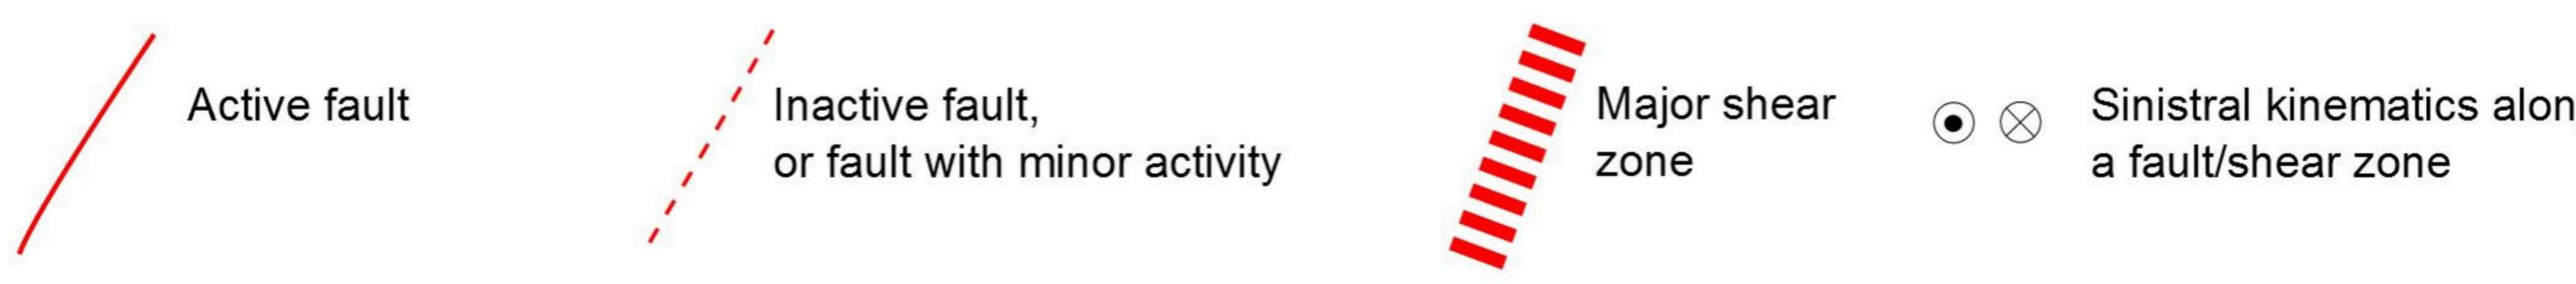 Active fault
Inactive fault,
or fault with minor activity
Major shear
zone
Sinistral kinematics alon
a fault/shear zone